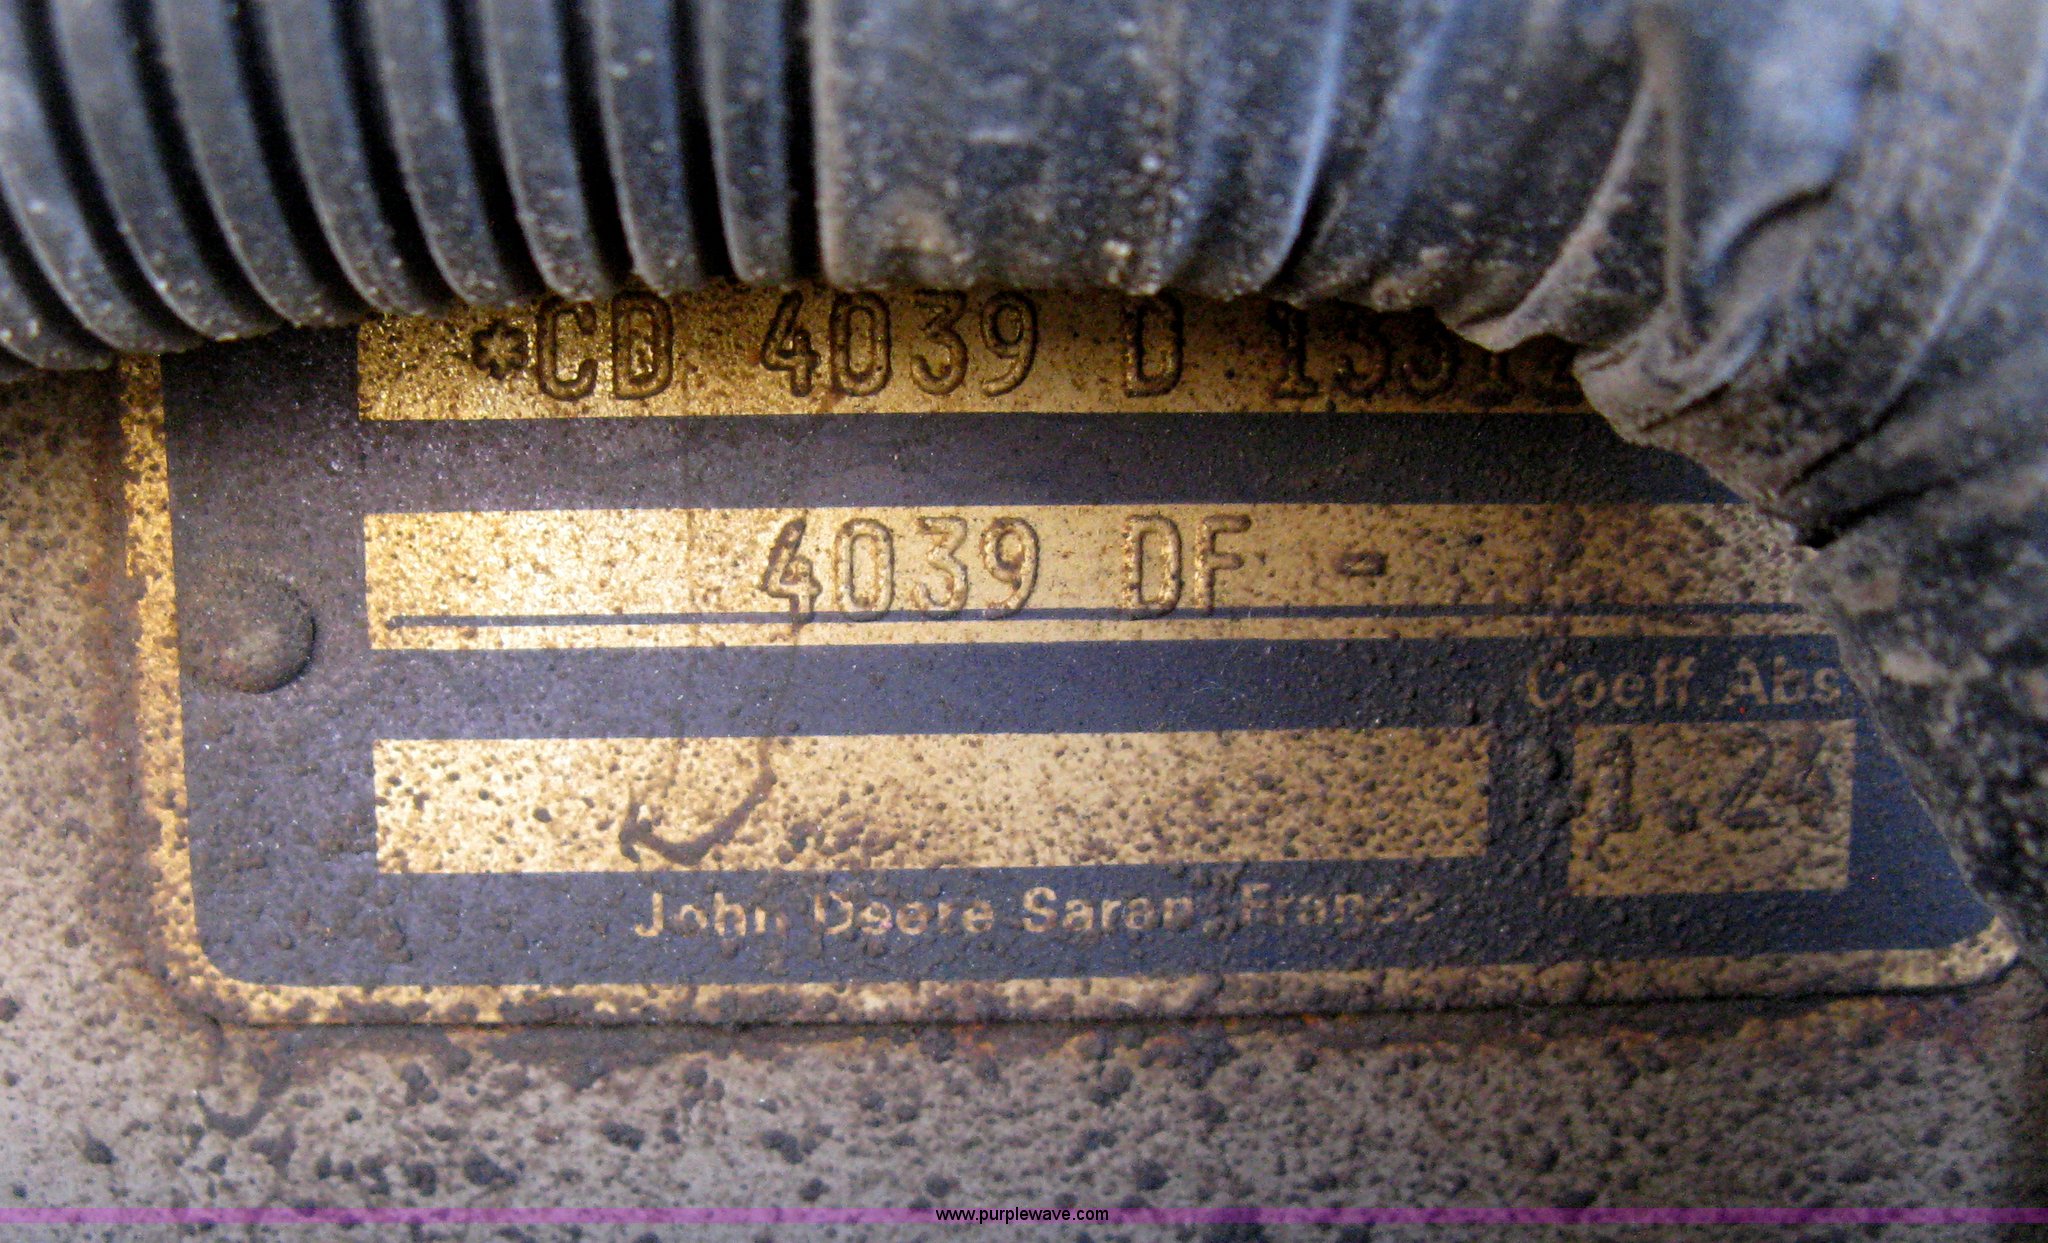 *CD 4039 D
4039 DF -
Coeff. Abs
1.24
John Deere Saran, France
www.purplewave.com